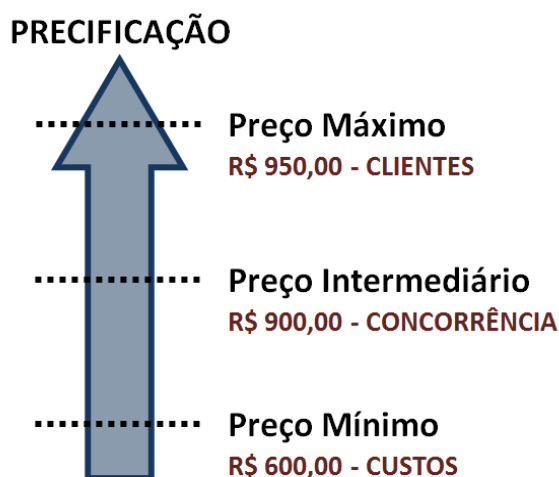 PRECIFICAÇÃO
Preço Máximo
R$ 950,00 - CLIENTES
Preço Intermediário
R$ 900,00 - CONCORRÊNCIA
Preço Mínimo
R$ 600,00 - CUSTOS